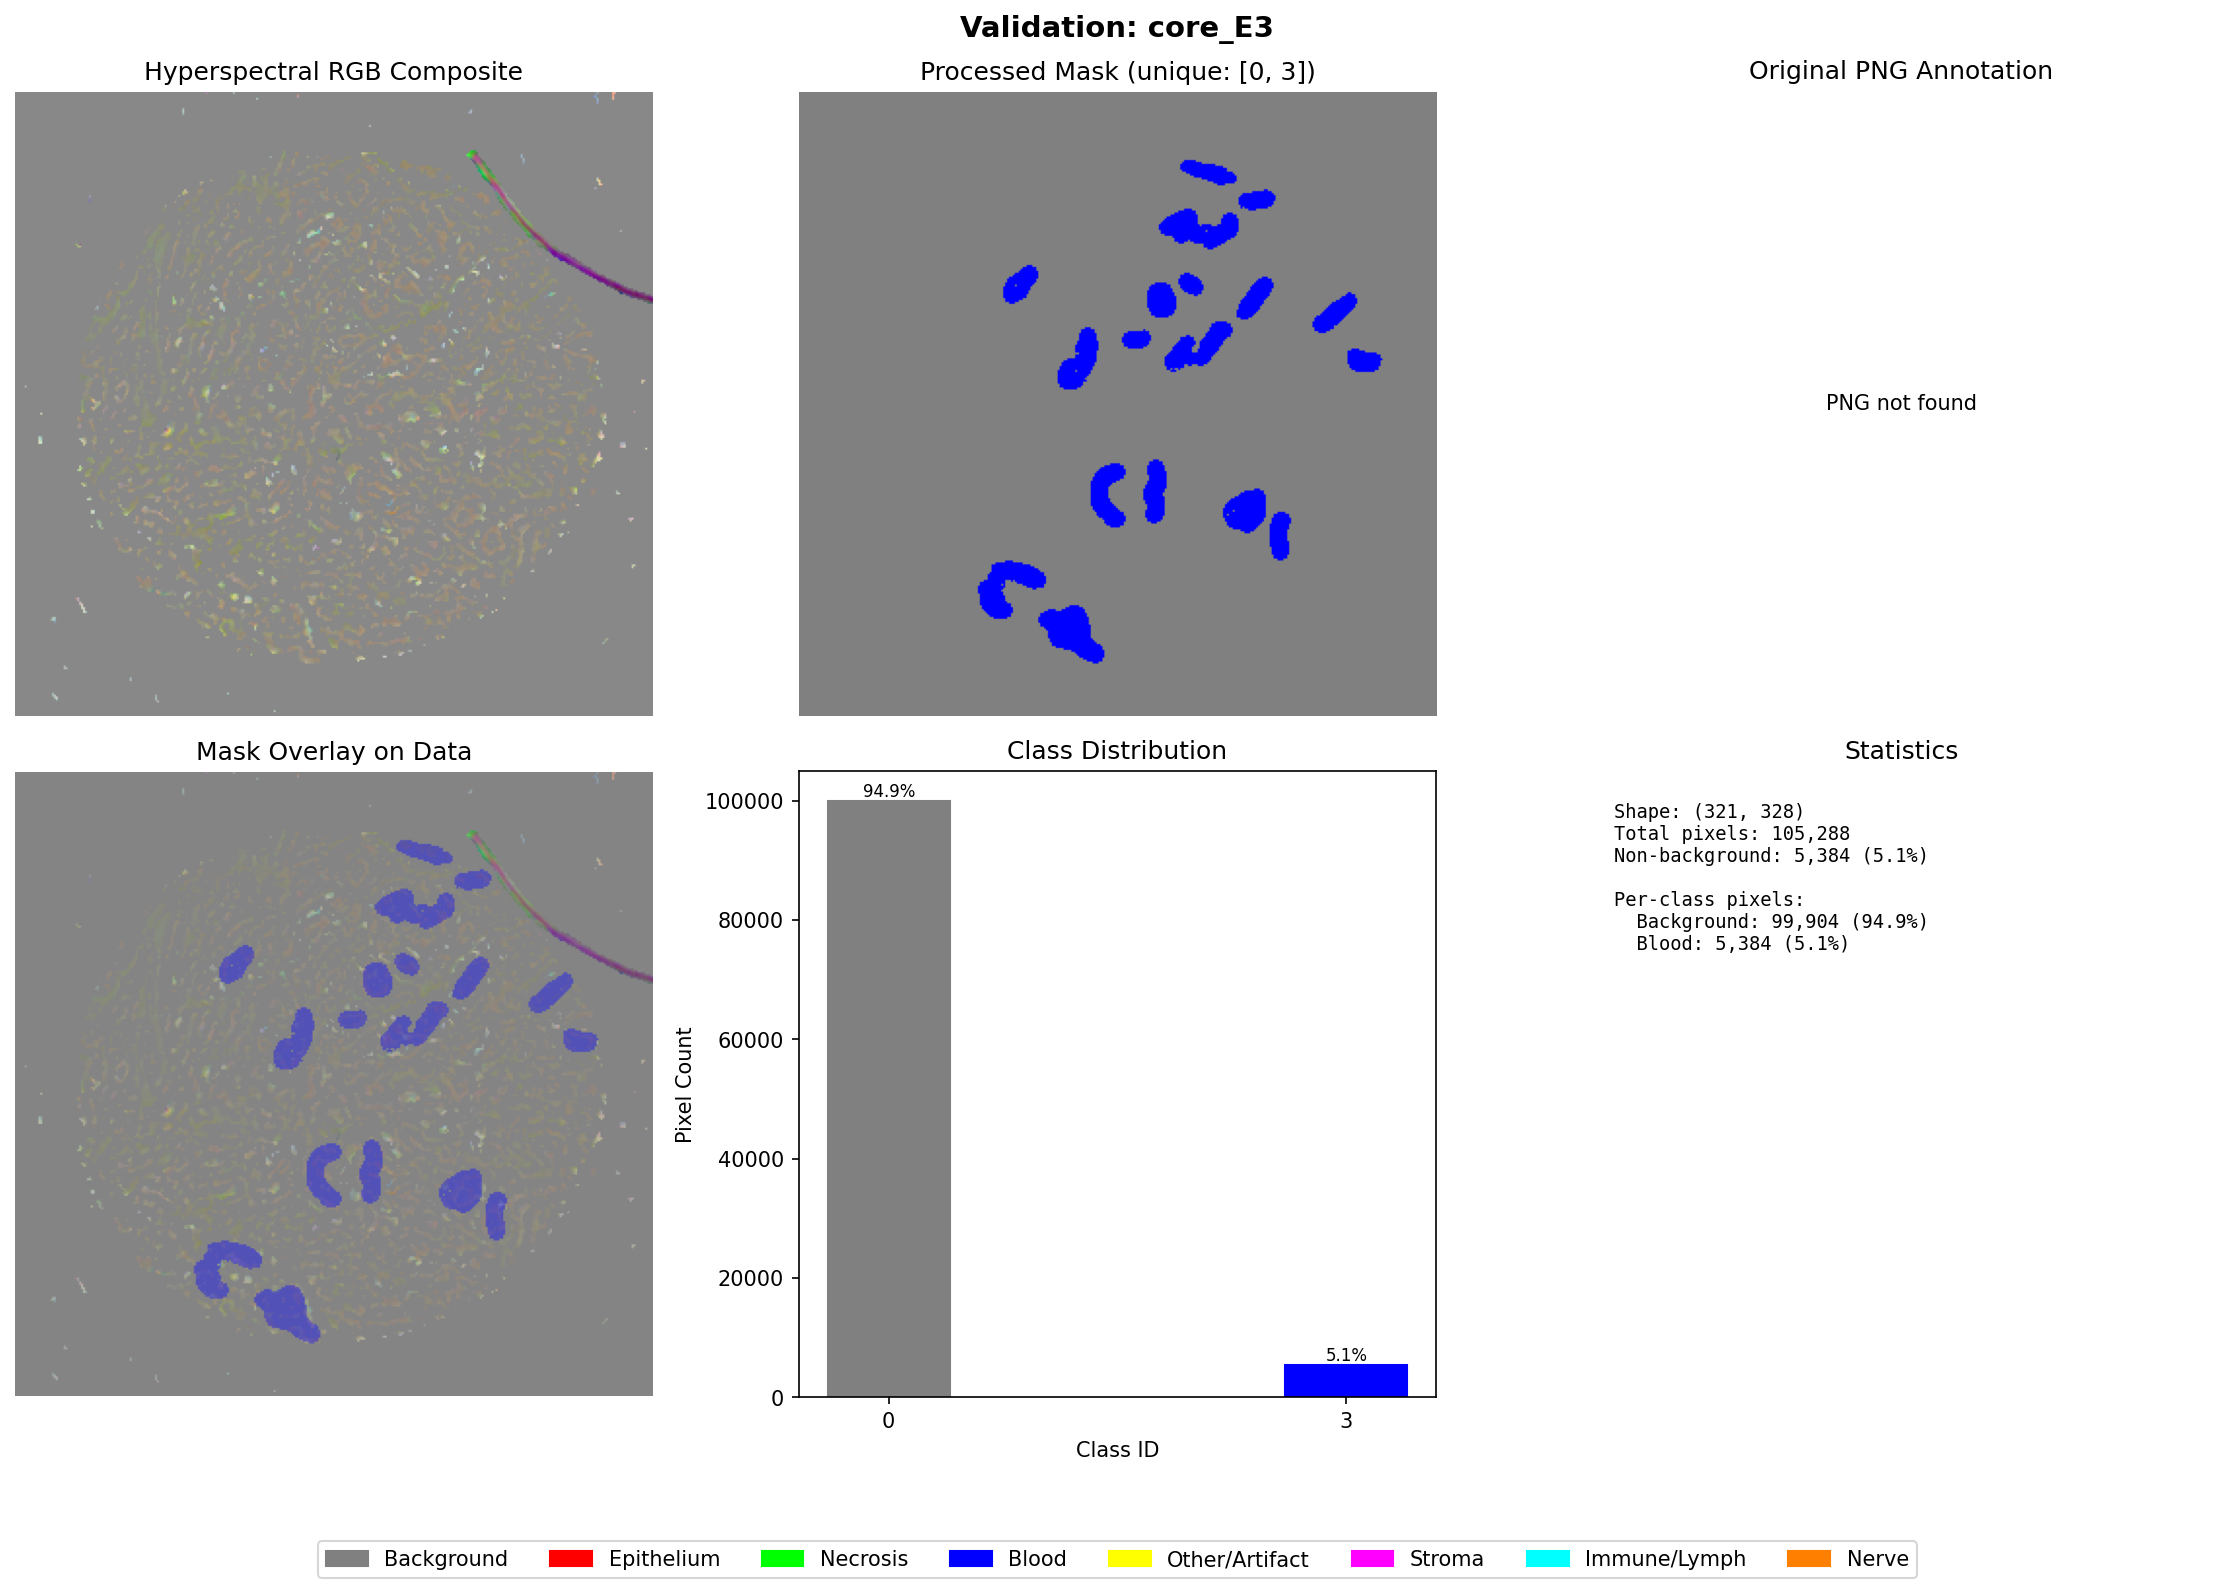 Validation: core_E3
Hyperspectral RGB Composite
Processed Mask (unique: [0, 3])
Original PNG Annotation
PNG not found
Mask Overlay on Data
Class Distribution
Pixel Count
100000
80000
60000
40000
20000
0
94.9%
5.1%
0
3
Class ID
Statistics
Shape: (321, 328)
Total pixels: 105,288
Non-background: 5,384 (5.1%)
Per-class pixels:
Background: 99,904 (94.9%)
Blood: 5,384 (5.1%)
Background
Epithelium
Necrosis
Blood
Other/Artifact
Stroma
Immune/Lymph
Nerve